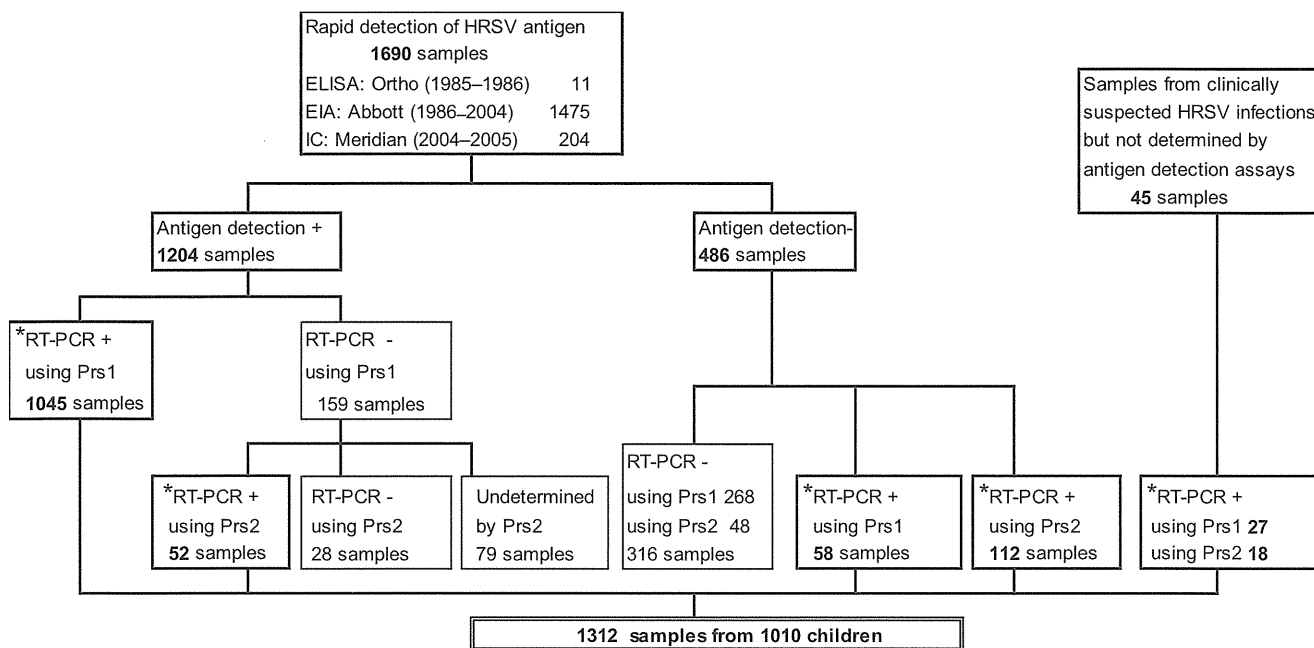 Rapid detection of HRSV antigen
1690 samples
ELISA: Ortho (1985–1986) 11
EIA: Abbott (1986–2004) 1475
IC: Meridian (2004–2005) 204
Samples from clinically
suspected HRSV infections
but not determined by
antigen detection assays
45 samples
Antigen detection +
1204 samples
Antigen detection-
486 samples
*RT-PCR +
using Prs1
1045 samples
RT-PCR -
using Prs1
159 samples
*RT-PCR +
using Prs2
52 samples
RT-PCR -
using Prs2
28 samples
Undetermined
by Prs2
79 samples
RT-PCR -
using Prs1 268
using Prs2 48
316 samples
*RT-PCR +
using Prs1
58 samples
*RT-PCR +
using Prs2
112 samples
*RT-PCR +
using Prs1 27
using Prs2 18
1312 samples from 1010 children